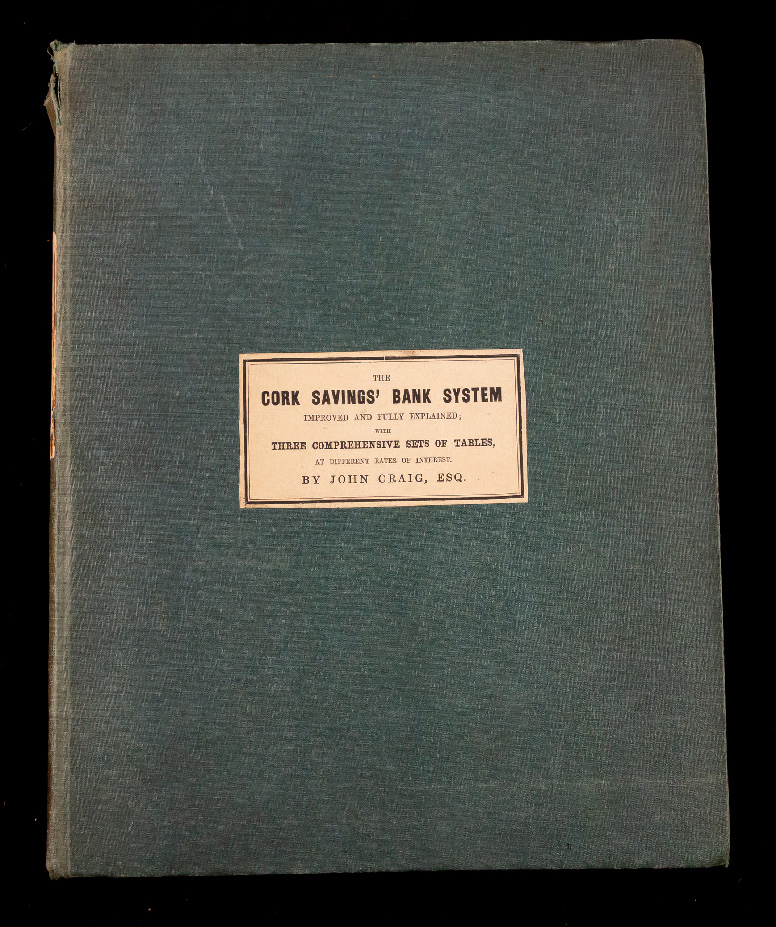 THE
CORK SAVINGS' BANK SYSTEM
IMPROVED AND FULLY EXPLAINED;
WITH
THREE COMPREHENSIVE SETS OF TABLES,
AT DIFFERENT RATES OF INTEREST.
BY JOHN CRAIG, ESQ.